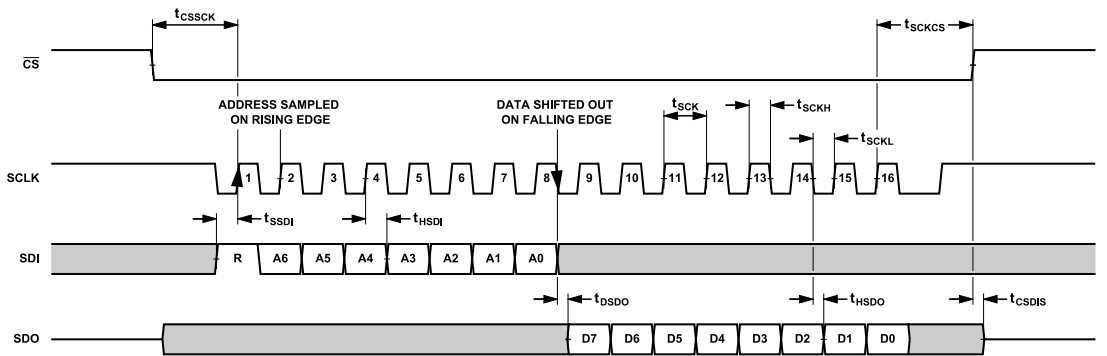 tCSSCK
tSCKCS
CS
ADDRESS SAMPLED
ON RISING EDGE
DATA SHIFTED OUT
ON FALLING EDGE
tSCK
tSCKH
tSCKL
SCLK
1 2 3 4 5 6 7 8 9 10 11 12 13 14 15 16
tSSDI
tHSDI
SDI
R A6 A5 A4 A3 A2 A1 A0
tDSDO
tHSDO
tCSDIS
SDO
D7 D6 D5 D4 D3 D2 D1 D0